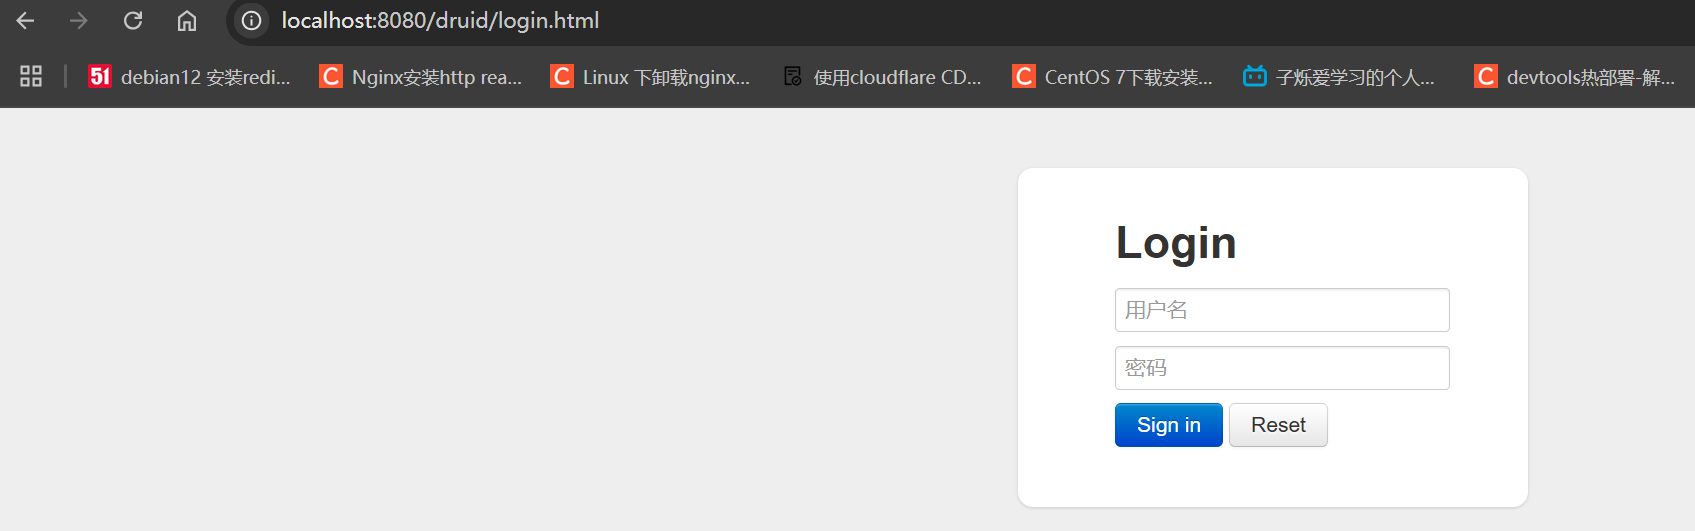 localhost:8080/druid/login.html
51 debian12 安装redi... C Nginx安装http rea... C Linux 下卸载nginx... 使用cloudflare CD... C CentOS 7下载安装... 子烁爱学习的个人... C devtools热部署-解...
Login
用户名
密码
Sign in Reset